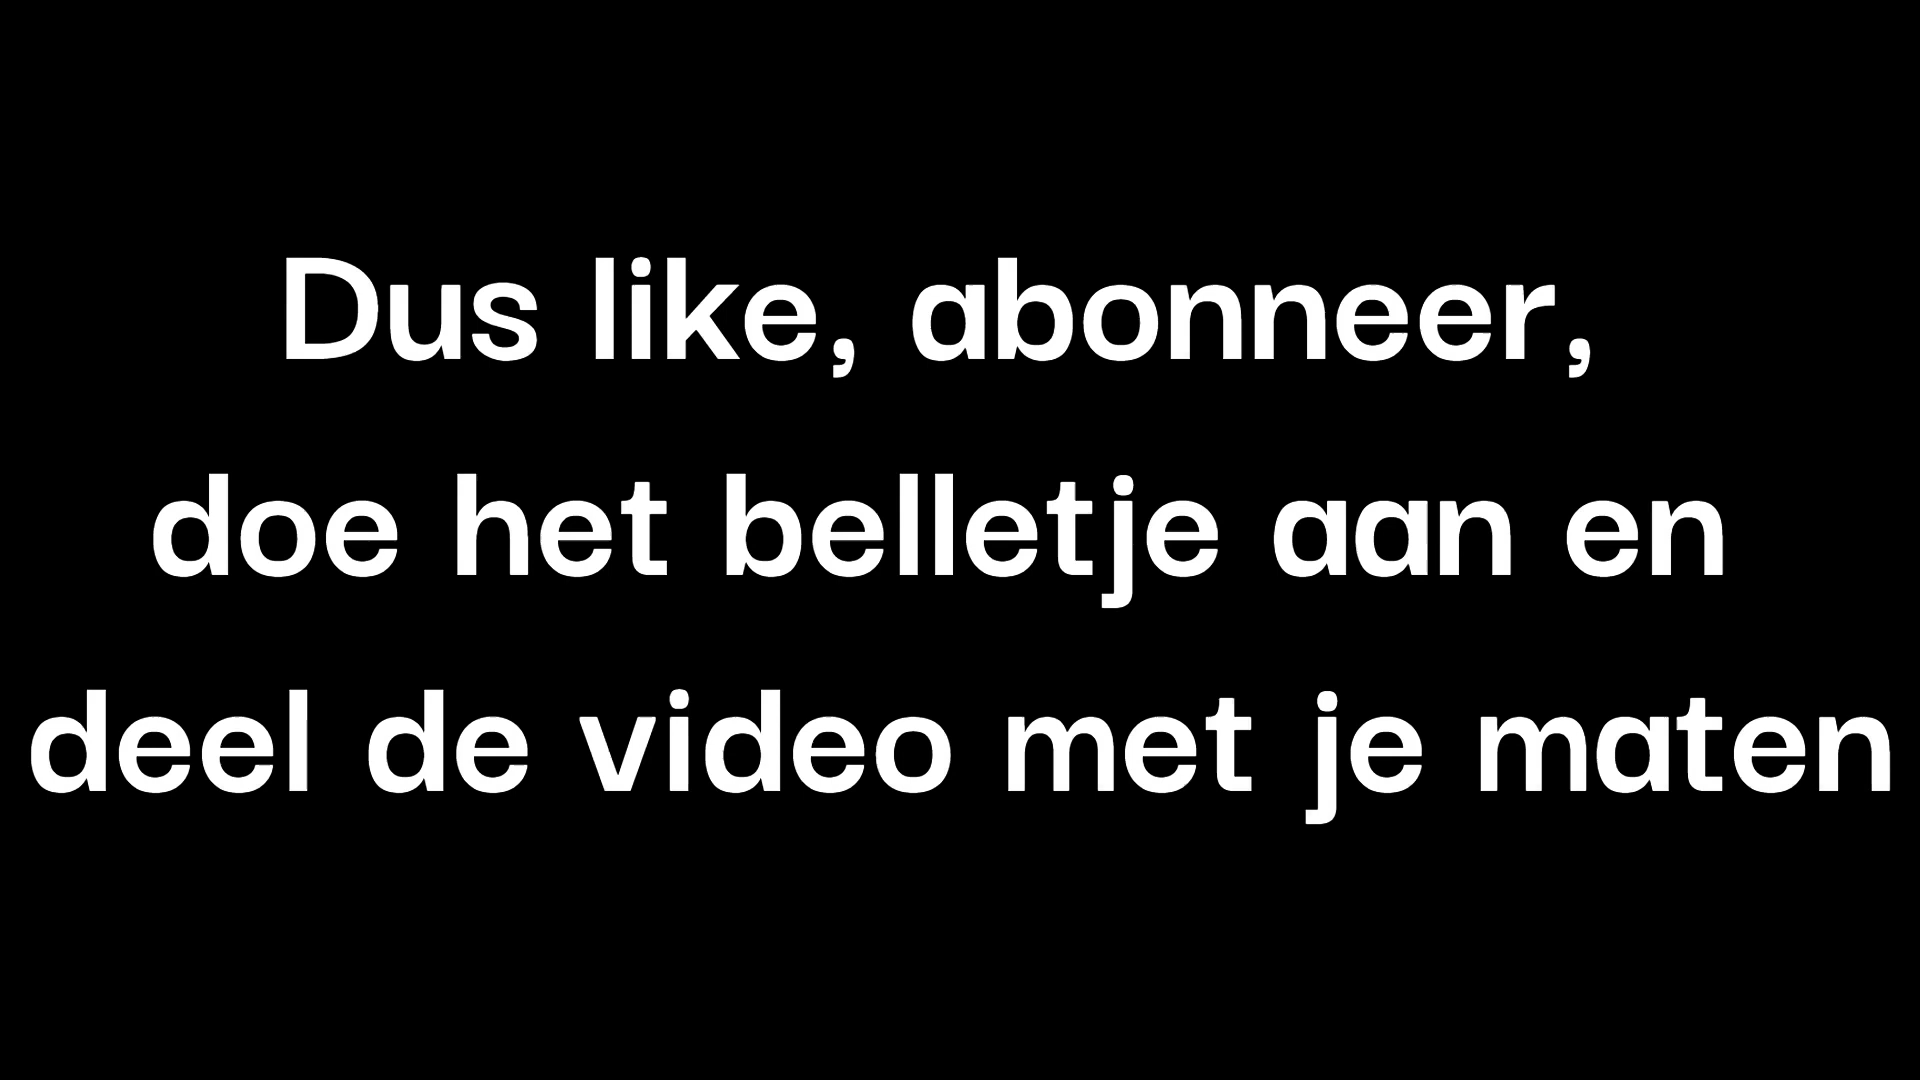 Dus like, abonneer,
doe het belletje aan en
deel de video met je maten